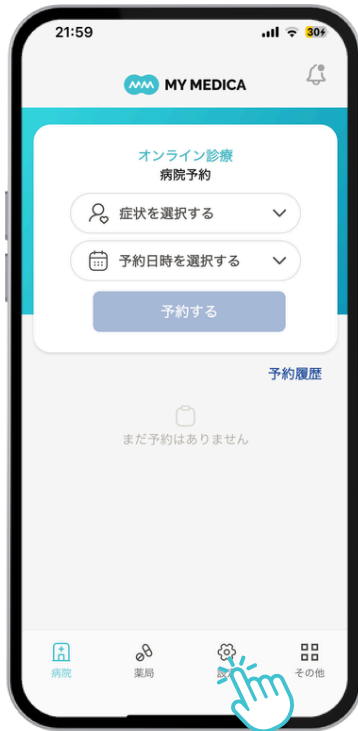 21:59
30
MY MEDICA
オンライン診療
病院予約
症状を選択する
予約日時を選択する
予約する
予約履歴
まだ予約はありません
病院
薬局
その他